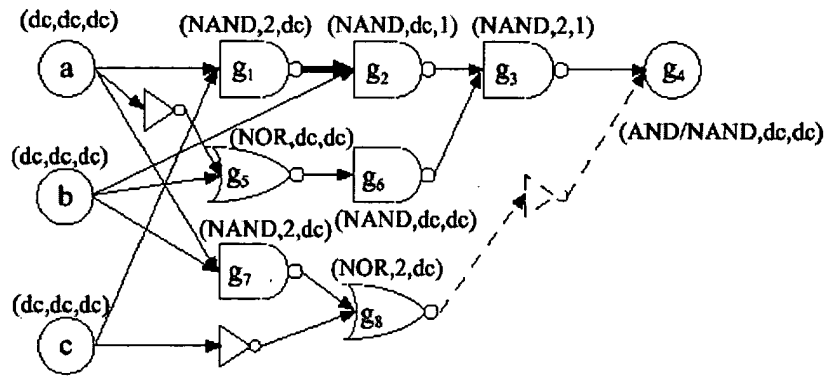 (dc,dc,dc) (NAND,2,dc) (NAND,dc,1) (NAND,2,1)
a g₁ g₂ g₃ g₄
(NOR,dc,dc) (AND/NAND,dc,dc)
(dc,dc,dc)
b g₅ g₆
(NAND,2,dc) (NAND,dc,dc)
g₇ (NOR,2,dc)
(dc,dc,dc) g₈
c